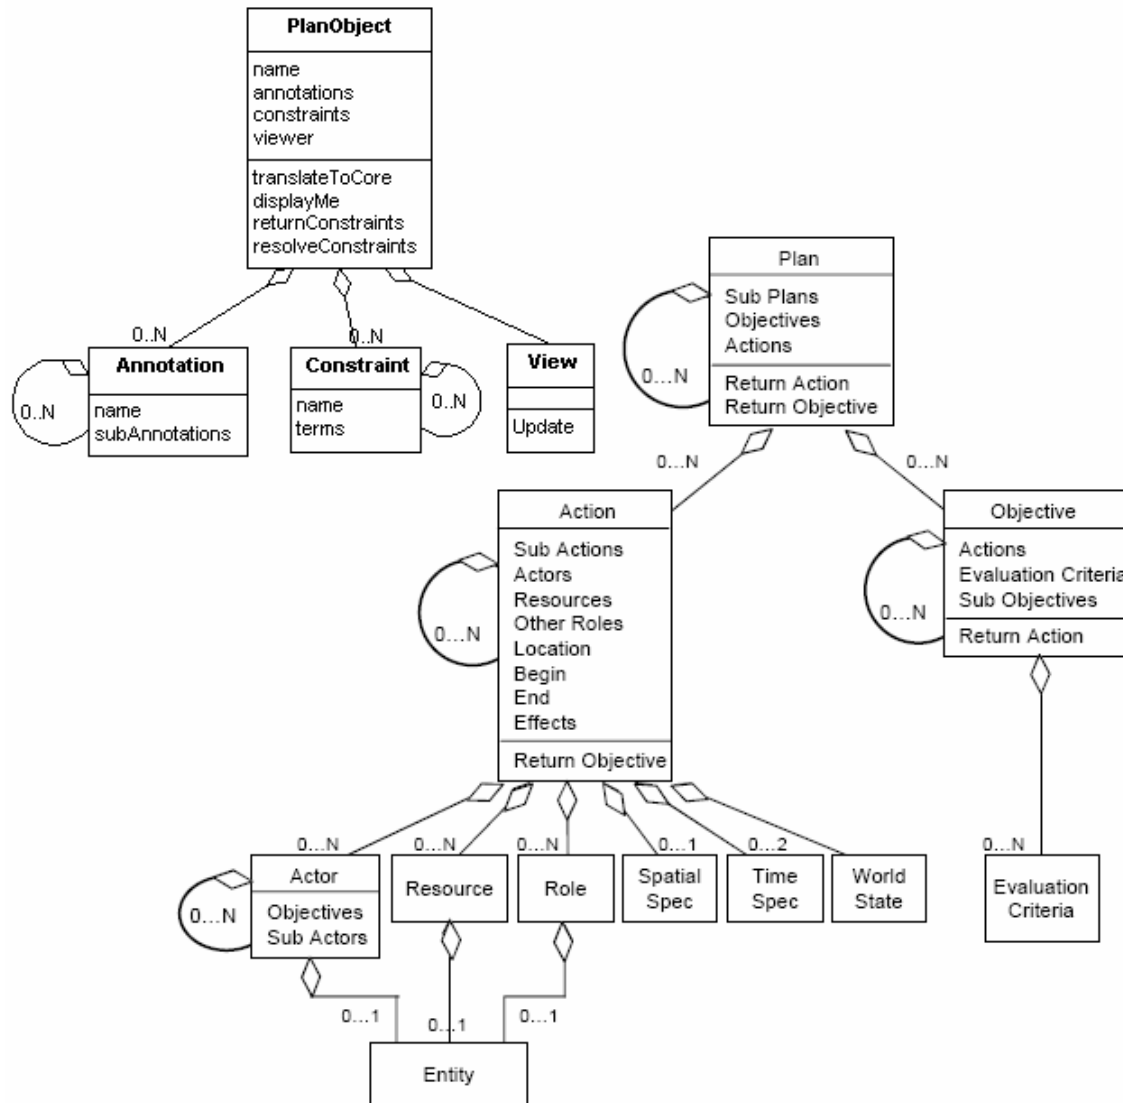 PlanObject
name
annotations
constraints
viewer
translateToCore
displayMe
returnConstraints
resolveConstraints
0..N
0..N
Annotation
name
subAnnotations
0..N
Constraint
name
terms
0..N
View
Update
Plan
Sub Plans
Objectives
Actions
Return Action
Return Objective
0...N
0...N
0...N
Action
Sub Actions
Actors
Resources
Other Roles
Location
Begin
End
Effects
Return Objective
0...N
Objective
Actions
Evaluation Criteria
Sub Objectives
Return Action
0...N
0...N
0...N
0...N
0...1
0...2
0...N
Actor
Objectives
Sub Actors
0...N
Resource
Role
Spatial
Spec
Time
Spec
World
State
Evaluation
Criteria
0...1
0...1
0...1
Entity